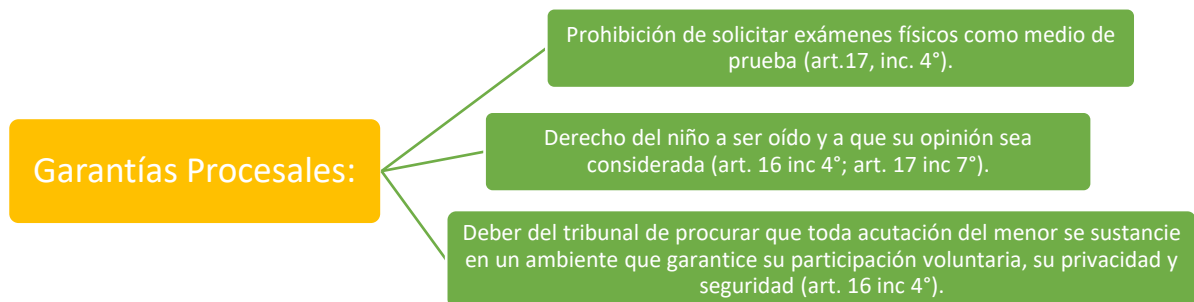 Garantías Procesales:
Prohibición de solicitar exámenes físicos como medio de
prueba (art.17, inc. 4°).
Derecho del niño a ser oído y a que su opinión sea
considerada (art. 16 inc 4°; art. 17 inc 7°).
Deber del tribunal de procurar que toda acutación del menor se sustancie
en un ambiente que garantice su participación voluntaria, su privacidad y
seguridad (art. 16 inc 4°).